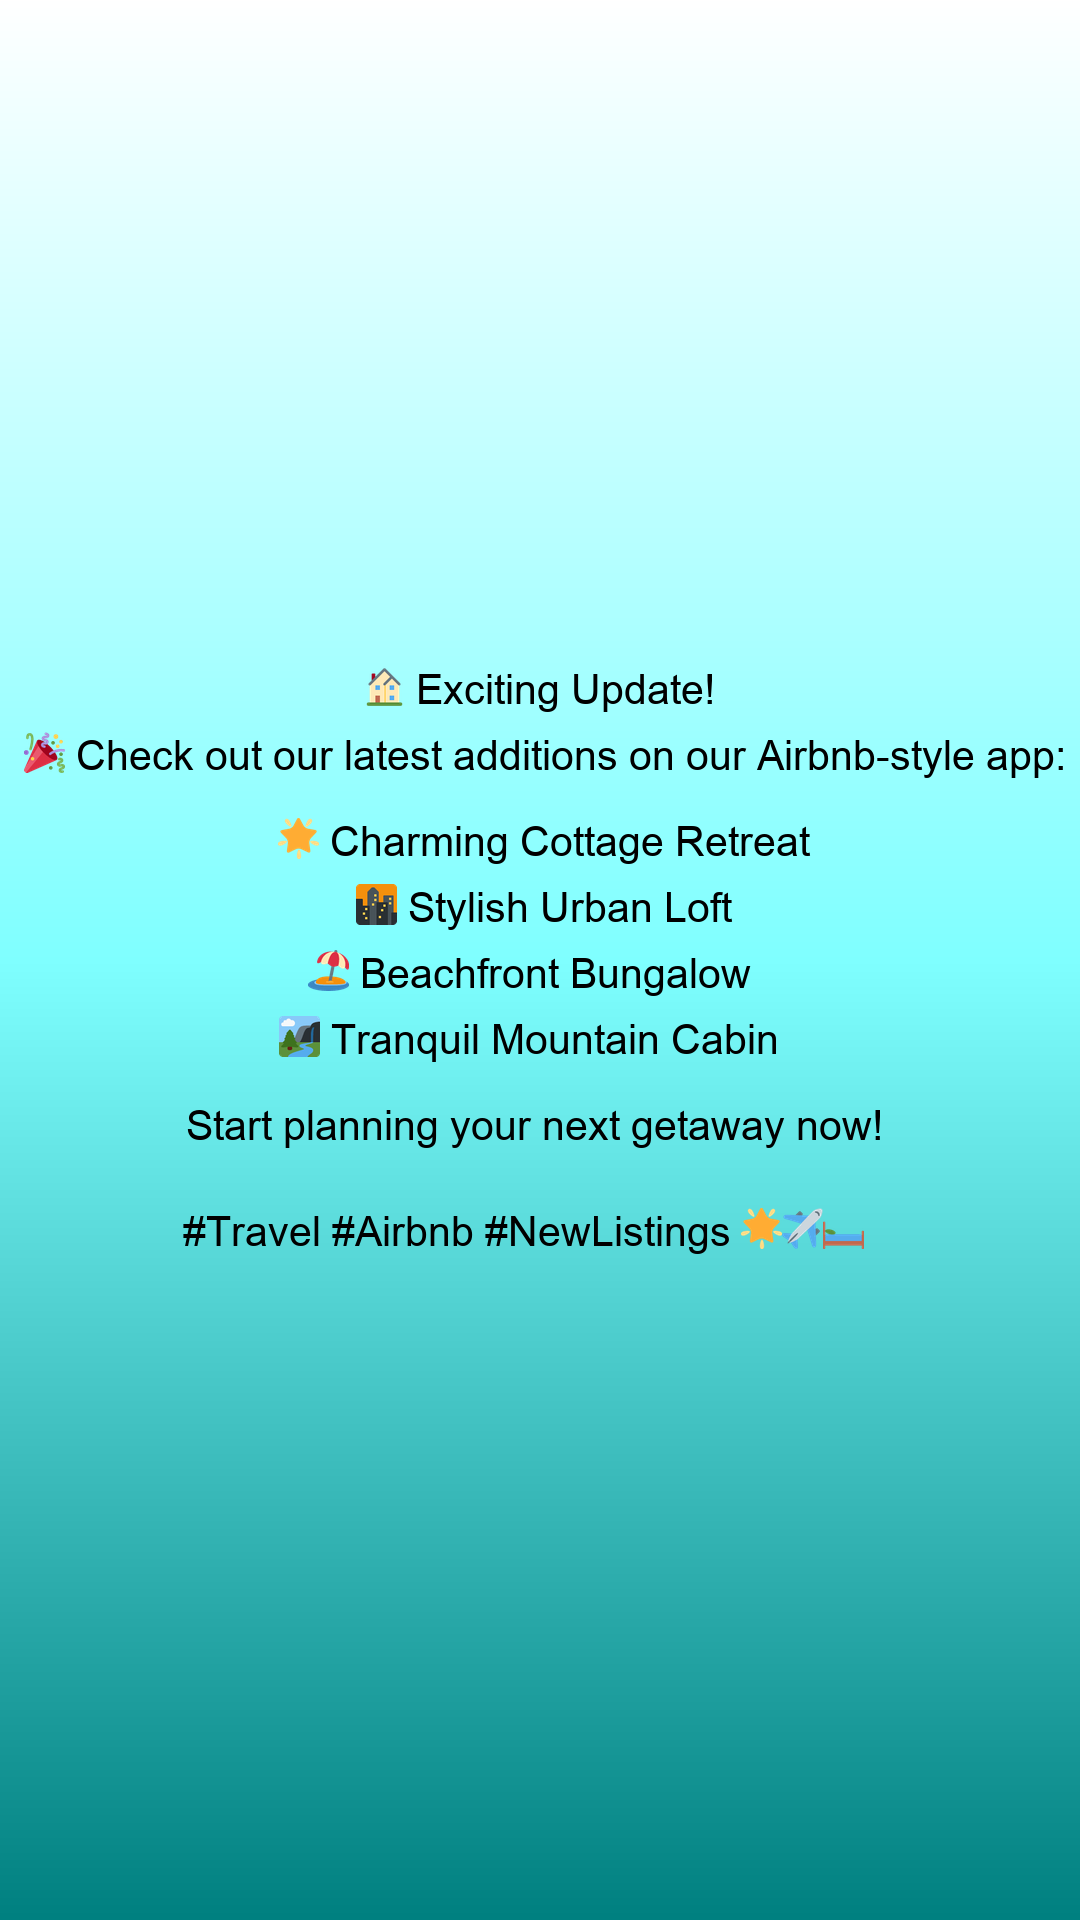 🏠 Exciting Update!
🎉 Check out our latest additions on our Airbnb-style app:
🌟 Charming Cottage Retreat
🌆 Stylish Urban Loft
🏖️ Beachfront Bungalow
🏞️ Tranquil Mountain Cabin
Start planning your next getaway now!
#Travel #Airbnb #NewListings 🌟✈️🛏️